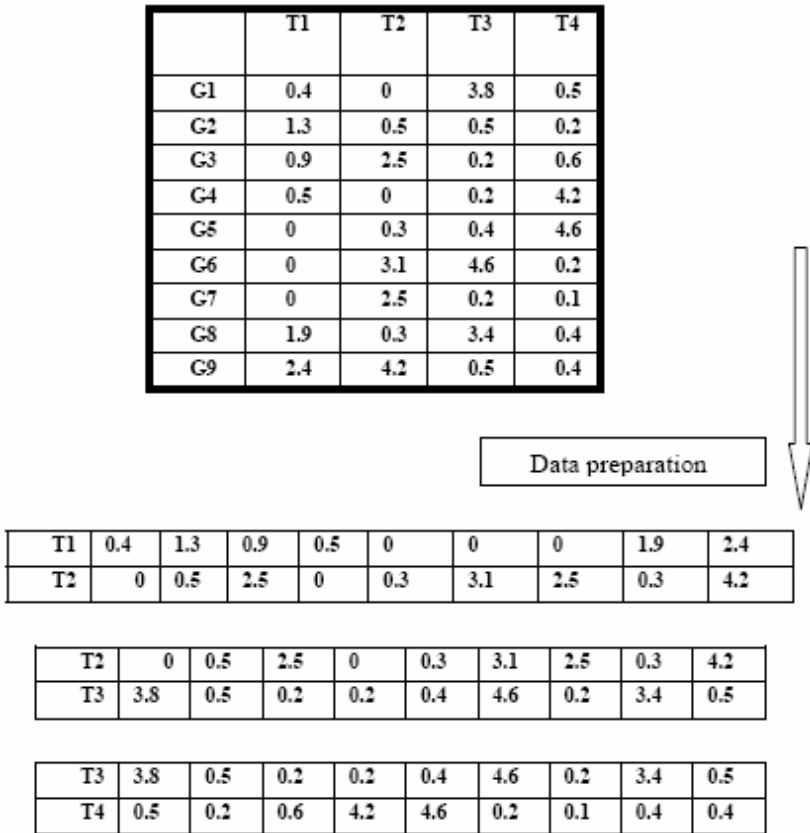 T1 T2 T3 T4
G1 0.4 0 3.8 0.5
G2 1.3 0.5 0.5 0.2
G3 0.9 2.5 0.2 0.6
G4 0.5 0 0.2 4.2
G5 0 0.3 0.4 4.6
G6 0 3.1 4.6 0.2
G7 0 2.5 0.2 0.1
G8 1.9 0.3 3.4 0.4
G9 2.4 4.2 0.5 0.4
Data preparation
T1 0.4 1.3 0.9 0.5 0 0 0 1.9 2.4
T2 0 0.5 2.5 0 0.3 3.1 2.5 0.3 4.2
T2 0 0.5 2.5 0 0.3 3.1 2.5 0.3 4.2
T3 3.8 0.5 0.2 0.2 0.4 4.6 0.2 3.4 0.5
T3 3.8 0.5 0.2 0.2 0.4 4.6 0.2 3.4 0.5
T4 0.5 0.2 0.6 4.2 4.6 0.2 0.1 0.4 0.4